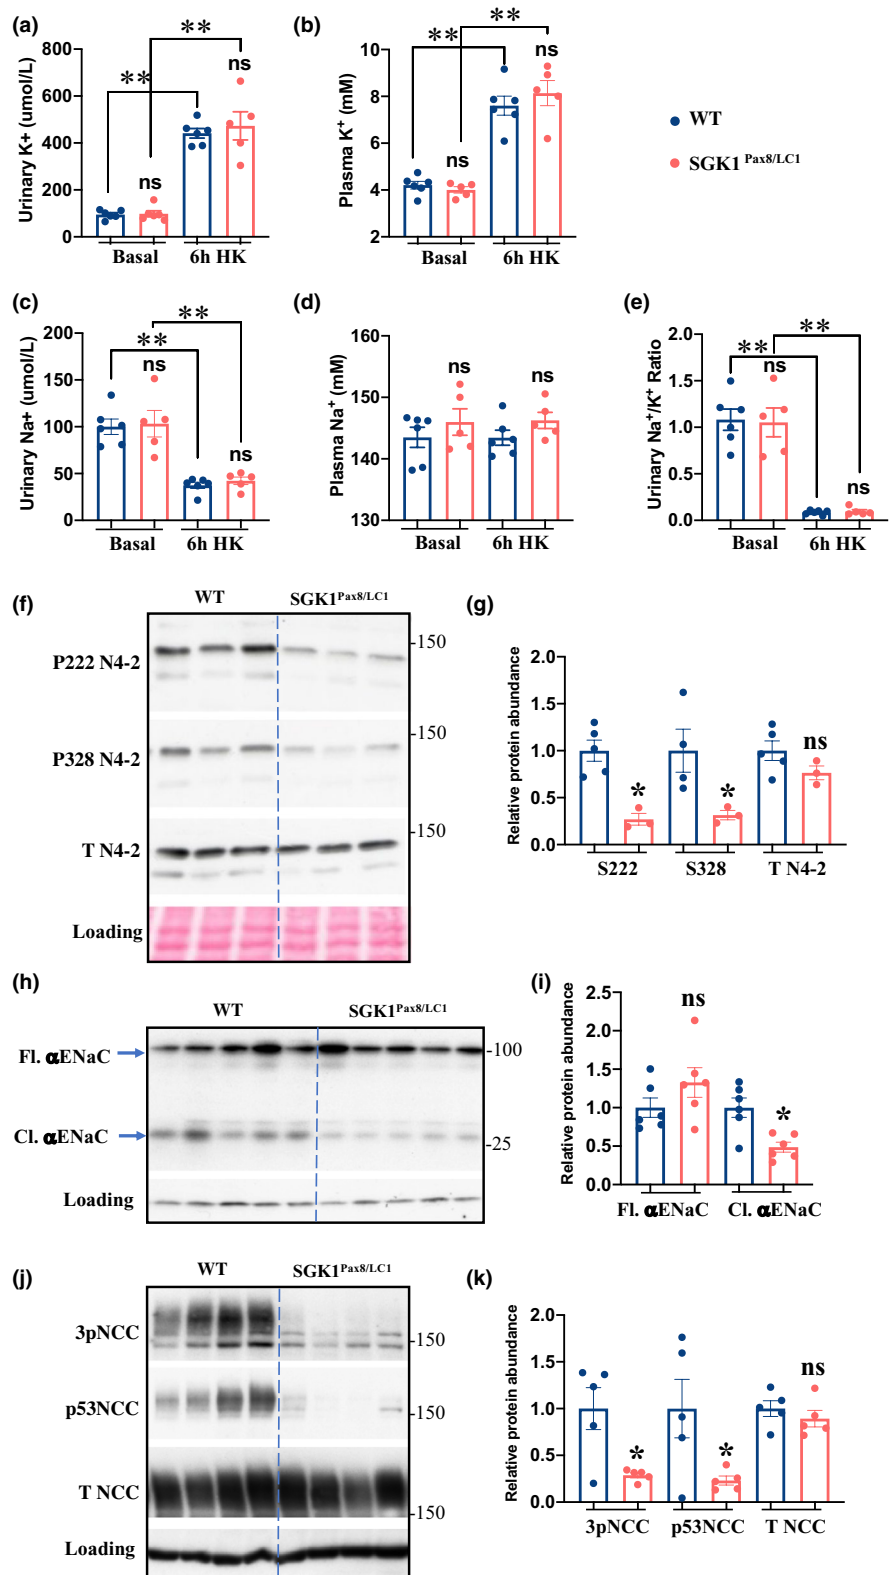 (a)
Urinary K+ (umol/L)
800
600
400
200
0
**
**
ns
ns
Basal
6h HK
(b)
Plasma K+ (mM)
10
8
6
4
2
**
**
ns
ns
Basal
6h HK
WT
SGK1 Pax8/LC1
(c)
Urinary Na+ (umol/L)
200
150
100
50
0
**
**
ns
ns
Basal
6h HK
(d)
Plasma Na+ (mM)
160
150
140
130
ns
ns
Basal
6h HK
(e)
Urinary Na+/K+ Ratio
2.0
1.5
1.0
0.5
0.0
**
**
ns
ns
Basal
6h HK
(f)
WT
SGK1Pax8/LC1
P222 N4-2
-150
P328 N4-2
-150
T N4-2
-150
Loading
(g)
Relative protein abundance
2.0
1.5
1.0
0.5
0.0
*
*
ns
S222
S328
T N4-2
(h)
WT
SGK1Pax8/LC1
Fl. αENaC
-100
Cl. αENaC
-25
Loading
(i)
Relative protein abundance
2.5
2.0
1.5
1.0
0.5
0.0
ns
*
Fl. αENaC
Cl. αENaC
(j)
WT
SGK1Pax8/LC1
3pNCC
-150
p53NCC
-150
T NCC
-150
Loading
(k)
Relative protein abundance
2.0
1.5
1.0
0.5
0.0
*
*
ns
3pNCC
p53NCC
T NCC